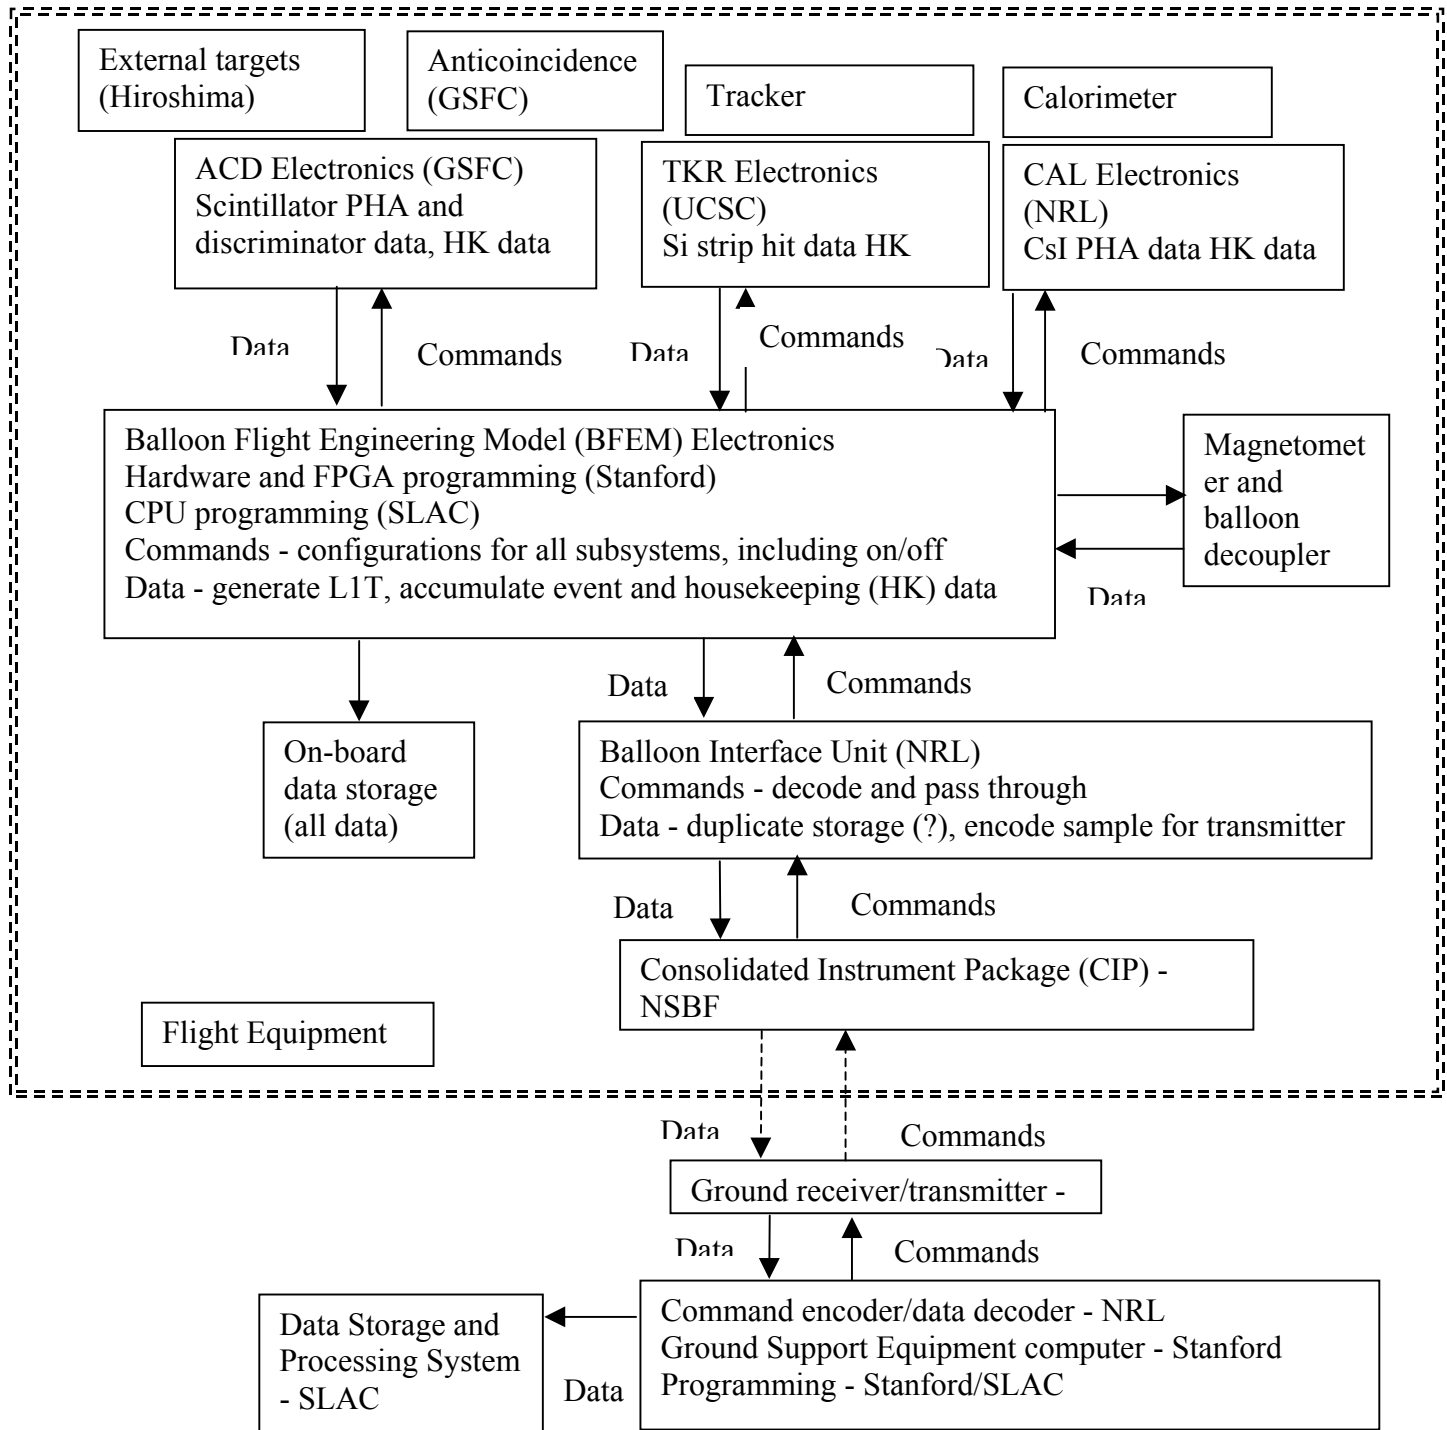 External targets
(Hiroshima)
Anticoincidence
(GSFC)
Tracker
Calorimeter
ACD Electronics (GSFC)
Scintillator PHA and
discriminator data, HK data
TKR Electronics
(UCSC)
Si strip hit data HK
CAL Electronics
(NRL)
CsI PHA data HK data
Data
Commands
Data
Commands
Data
Commands
Balloon Flight Engineering Model (BFEM) Electronics
Hardware and FPGA programming (Stanford)
CPU programming (SLAC)
Commands - configurations for all subsystems, including on/off
Data - generate L1T, accumulate event and housekeeping (HK) data
Magnetomet
er and
balloon
decoupler
Data
Data
Commands
On-board
data storage
(all data)
Balloon Interface Unit (NRL)
Commands - decode and pass through
Data - duplicate storage (?), encode sample for transmitter
Data
Commands
Consolidated Instrument Package (CIP) -
NSBF
Flight Equipment
Data
Commands
Ground receiver/transmitter -
Data
Commands
Data Storage and
Processing System
- SLAC
Data
Command encoder/data decoder - NRL
Ground Support Equipment computer - Stanford
Programming - Stanford/SLAC